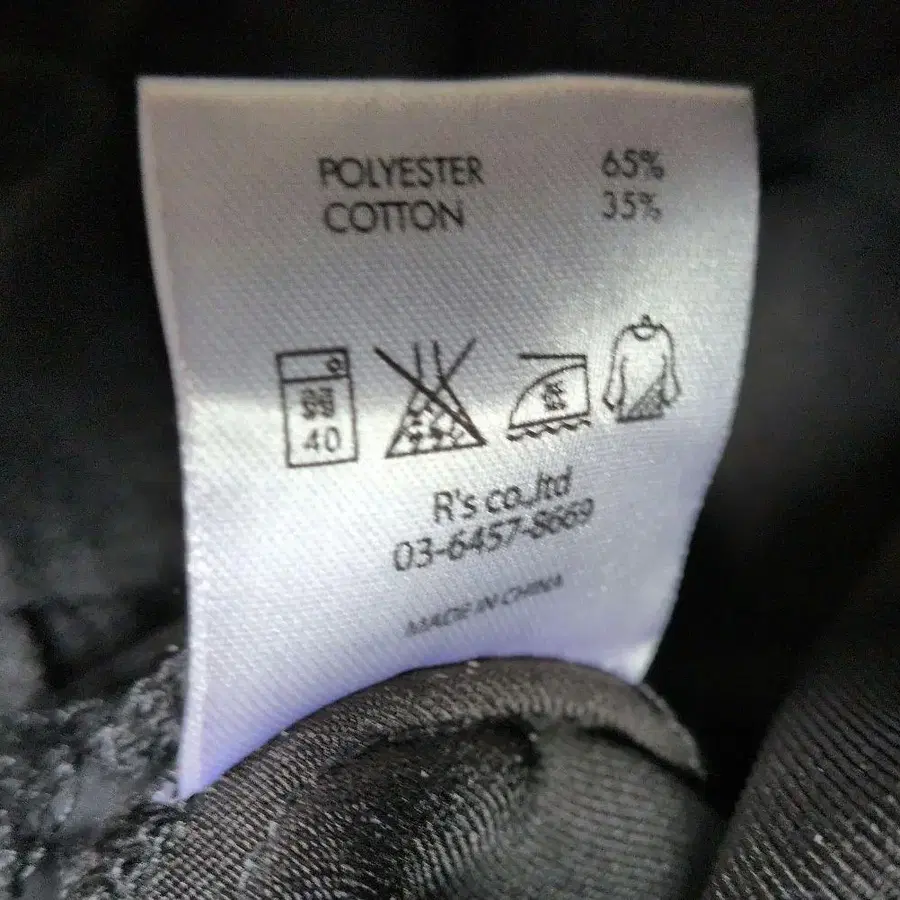 POLYESTER 65%
COTTON 35%
40
R's co.,ltd
03-6457-8669
MADE IN CHINA